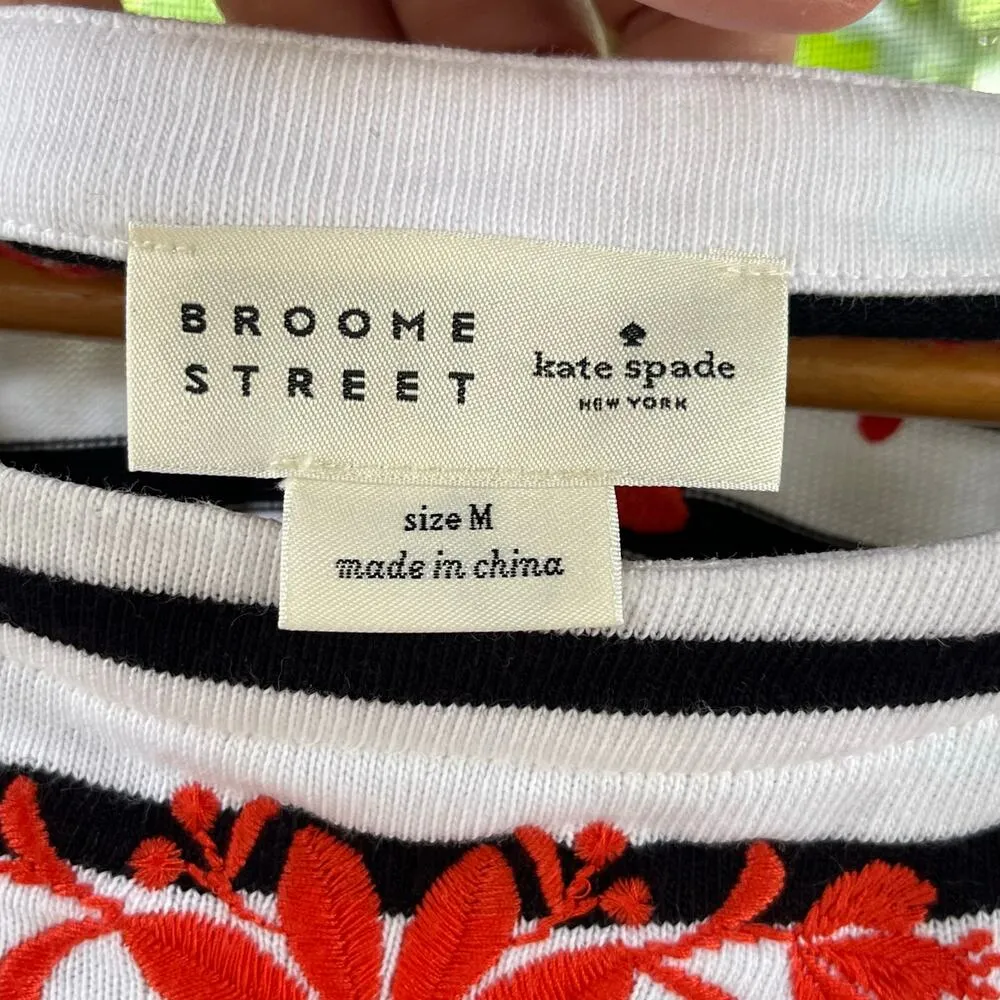 BROOME
STREET
kate spade
NEW YORK
size M
made in china